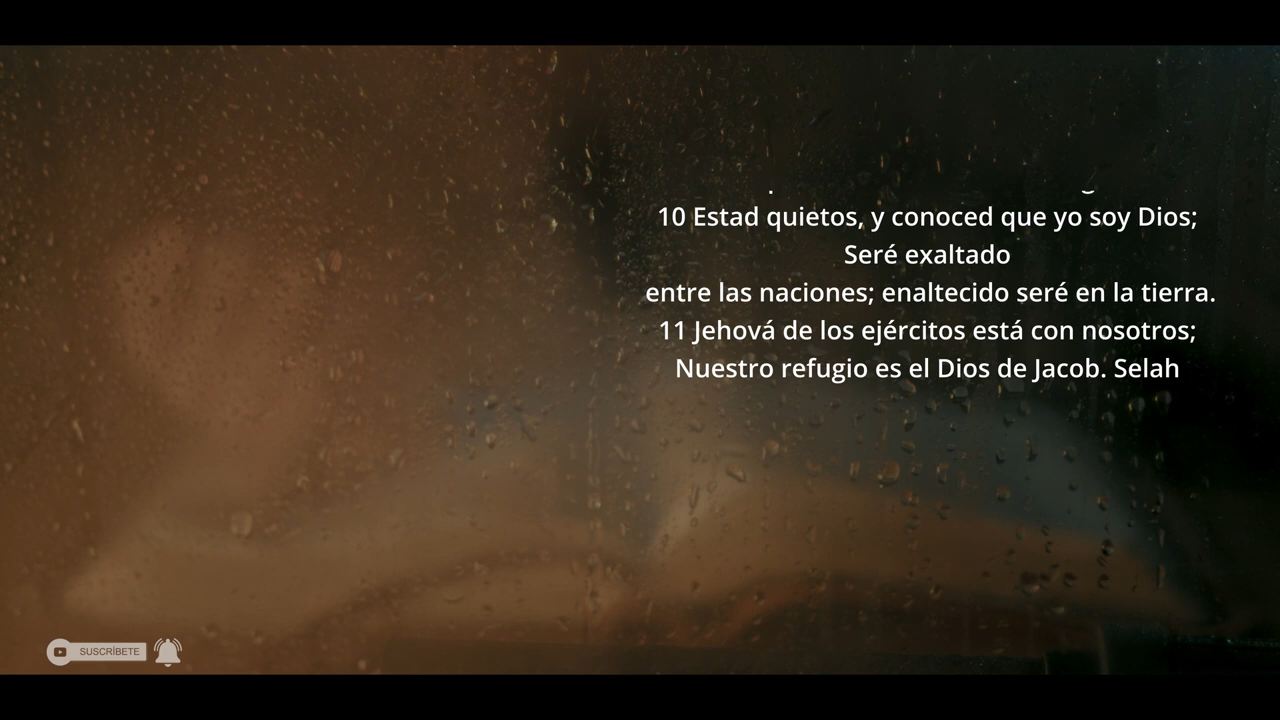 10 Estad quietos, y conoced que yo soy Dios;
Seré exaltado
entre las naciones; enaltecido seré en la tierra.
11 Jehová de los ejércitos está con nosotros;
Nuestro refugio es el Dios de Jacob. Selah
SUSCRÍBETE